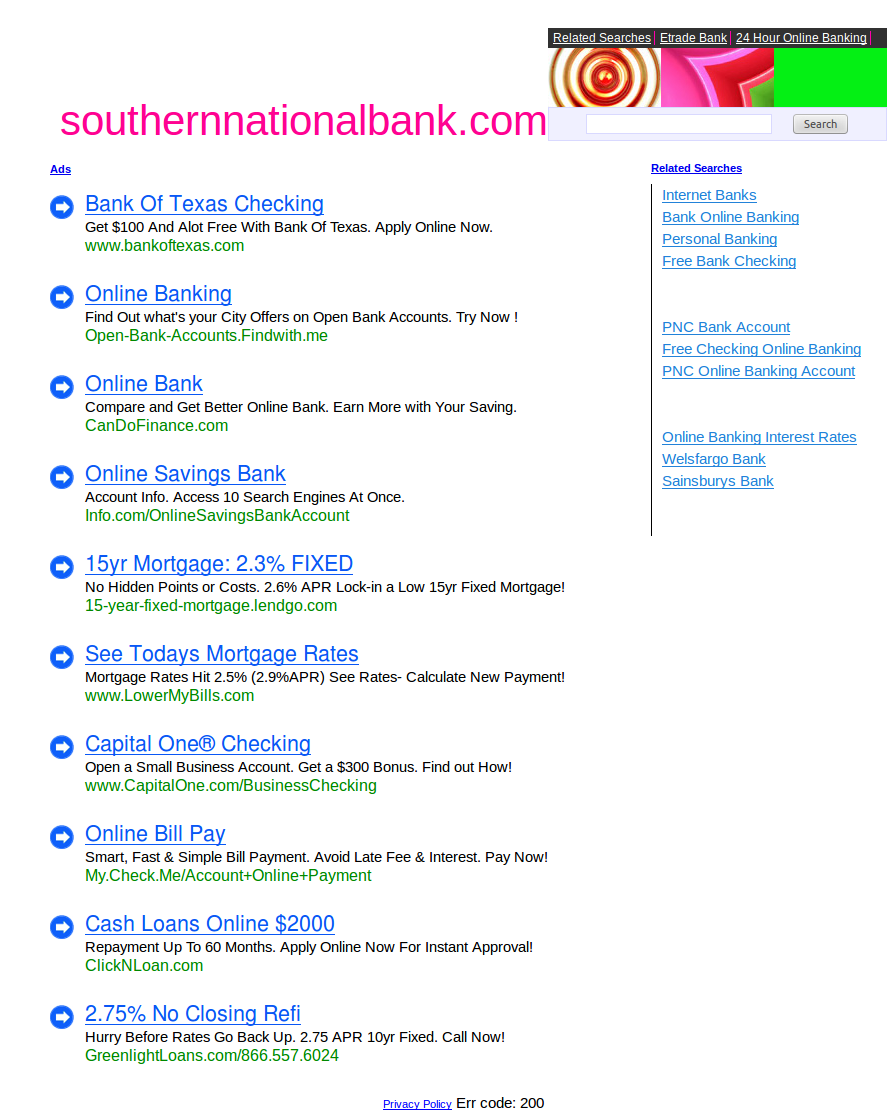 Related Searches Etrade Bank 24 Hour Online Banking
southernnationalbank.com
Search
Ads
Bank Of Texas Checking
Get $100 And Alot Free With Bank Of Texas. Apply Online Now.
www.bankoftexas.com
Online Banking
Find Out what's your City Offers on Open Bank Accounts. Try Now !
Open-Bank-Accounts.Findwith.me
Online Bank
Compare and Get Better Online Bank. Earn More with Your Saving.
CanDoFinance.com
Online Savings Bank
Account Info. Access 10 Search Engines At Once.
Info.com/OnlineSavingsBankAccount
15yr Mortgage: 2.3% FIXED
No Hidden Points or Costs. 2.6% APR Lock-in a Low 15yr Fixed Mortgage!
15-year-fixed-mortgage.lendgo.com
See Todays Mortgage Rates
Mortgage Rates Hit 2.5% (2.9%APR) See Rates- Calculate New Payment!
www.LowerMyBills.com
Capital One® Checking
Open a Small Business Account. Get a $300 Bonus. Find out How!
www.CapitalOne.com/BusinessChecking
Online Bill Pay
Smart, Fast & Simple Bill Payment. Avoid Late Fee & Interest. Pay Now!
My.Check.Me/Account+Online+Payment
Cash Loans Online $2000
Repayment Up To 60 Months. Apply Online Now For Instant Approval!
ClickNLoan.com
2.75% No Closing Refi
Hurry Before Rates Go Back Up. 2.75 APR 10yr Fixed. Call Now!
GreenlightLoans.com/866.557.6024
Related Searches
Internet Banks
Bank Online Banking
Personal Banking
Free Bank Checking
PNC Bank Account
Free Checking Online Banking
PNC Online Banking Account
Online Banking Interest Rates
Welsfargo Bank
Sainsburys Bank
Privacy Policy Err code: 200